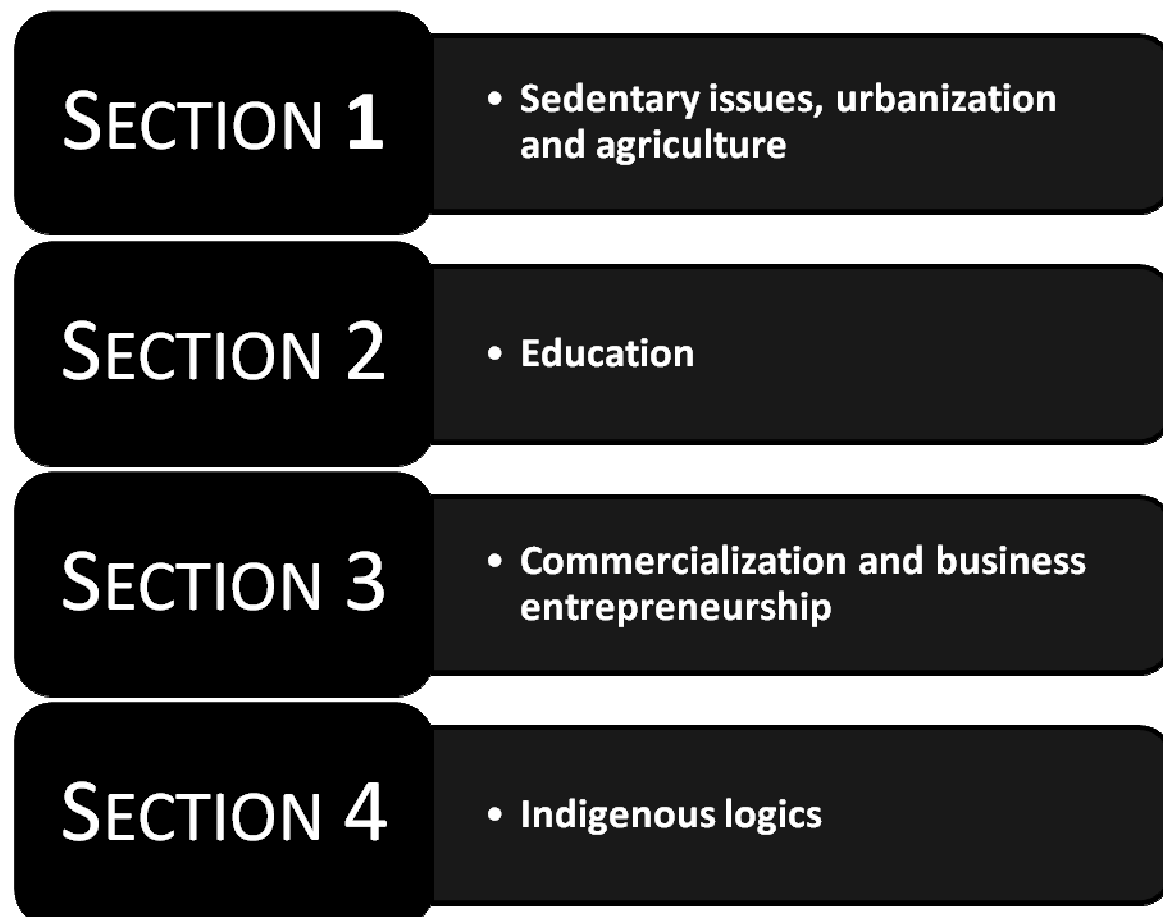 SECTION 1
• Sedentary issues, urbanization
and agriculture
SECTION 2
• Education
SECTION 3
• Commercialization and business
entrepreneurship
SECTION 4
• Indigenous logics